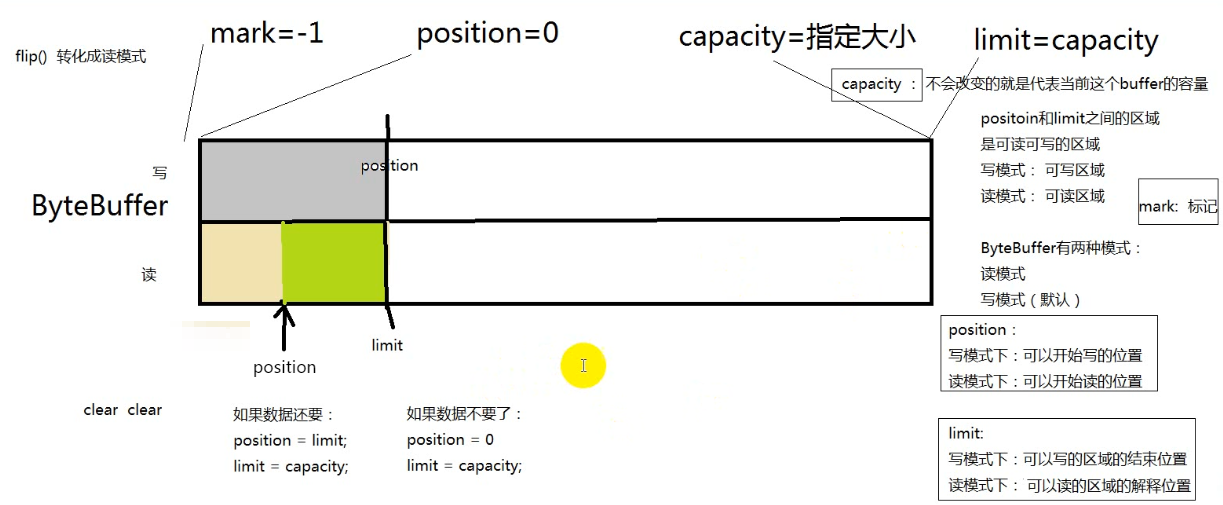 mark=-1
position=0
capacity=指定大小
limit=capacity
flip() 转化成读模式
capacity ： 不会改变的就是代表当前这个buffer的容量
positoin和limit之间的区域
是可读可写的区域
写模式： 可写区域
读模式： 可读区域
mark: 标记
写
position
ByteBuffer
读
ByteBuffer有两种模式：
读模式
写模式（默认）
position
limit
position：
写模式下：可以开始写的位置
读模式下：可以开始读的位置
clear clear
如果数据还要：
position = limit;
limit = capacity;
如果数据不要了：
position = 0
limit = capacity;
limit:
写模式下：可以写的区域的结束位置
读模式下： 可以读的区域的解释位置